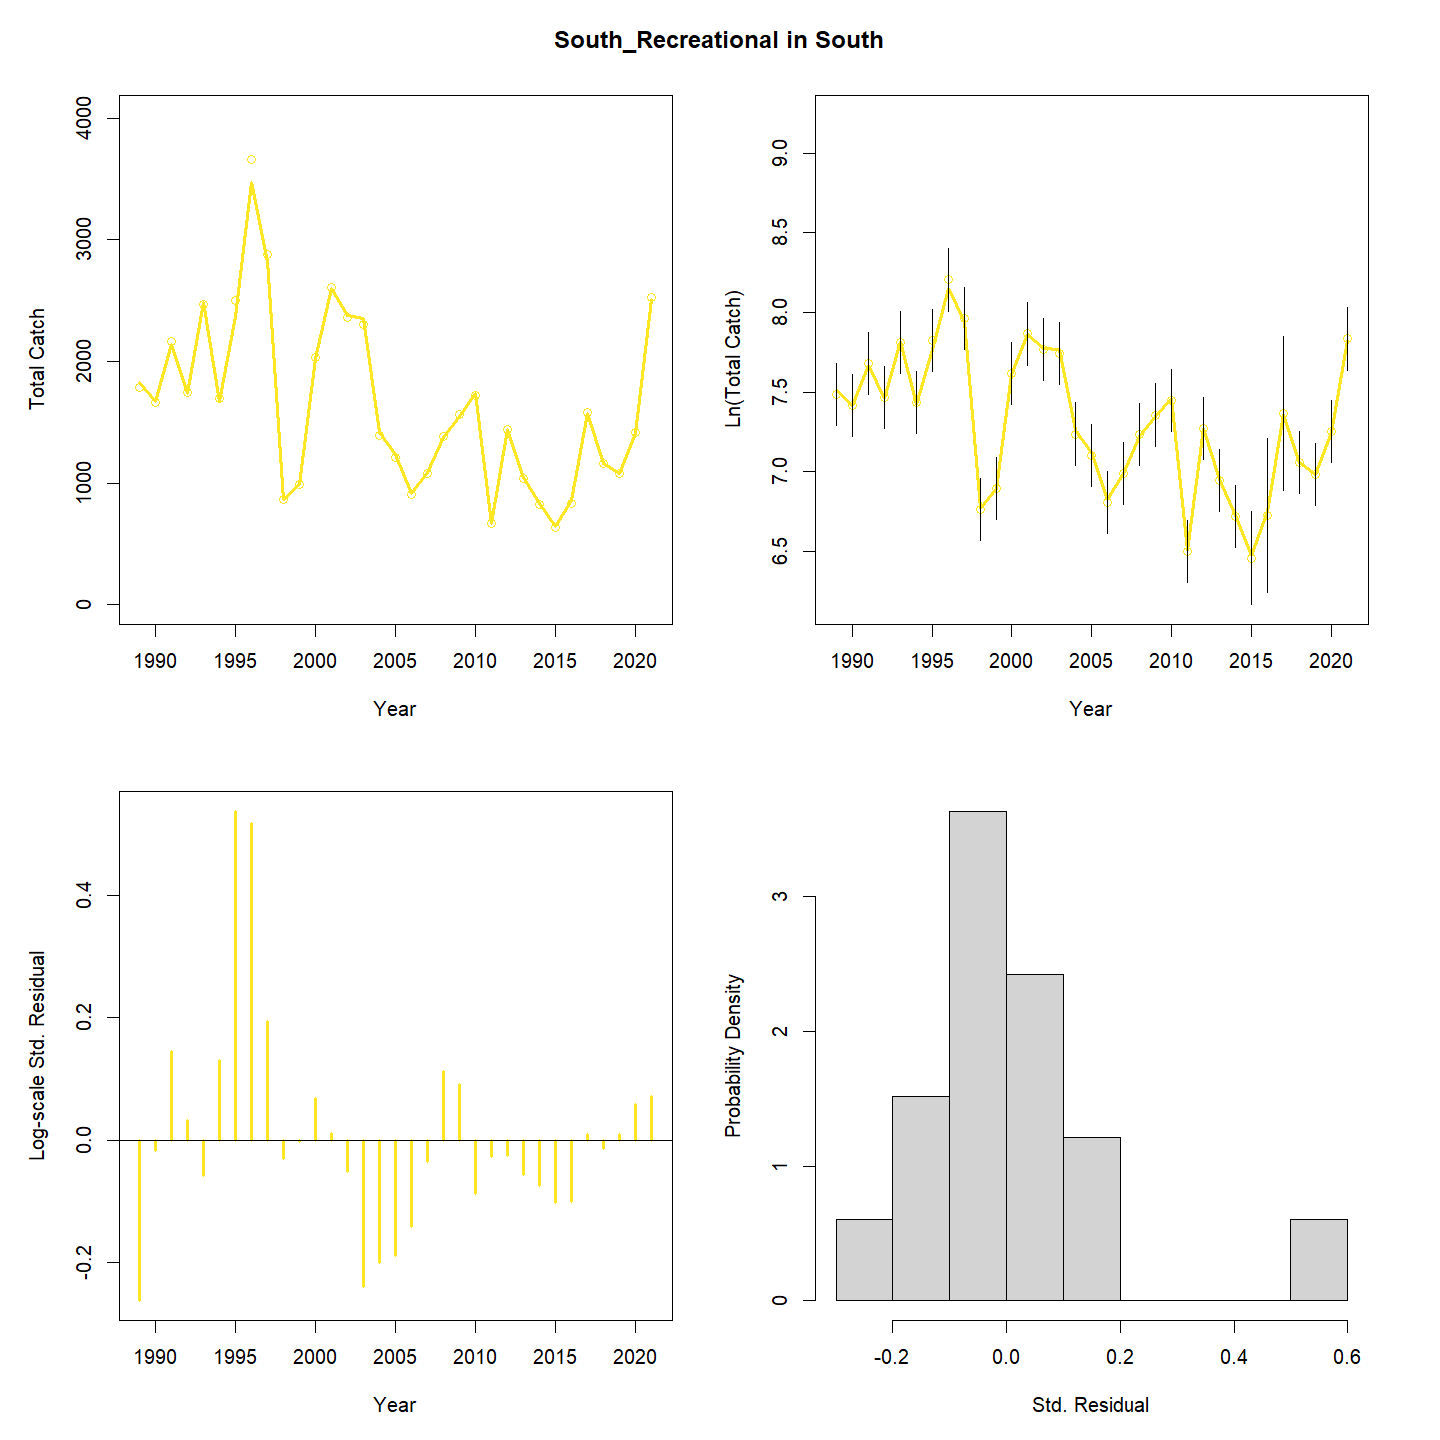 South_Recreational in South
Total Catch
4000
3000
2000
1000
0
1990 1995 2000 2005 2010 2015 2020
Year
Ln(Total Catch)
9.0
8.5
8.0
7.5
7.0
6.5
1990 1995 2000 2005 2010 2015 2020
Year
Log-scale Std. Residual
0.4
0.2
0.0
-0.2
1990 1995 2000 2005 2010 2015 2020
Year
Probability Density
3
2
1
0
-0.2 0.0 0.2 0.4 0.6
Std. Residual